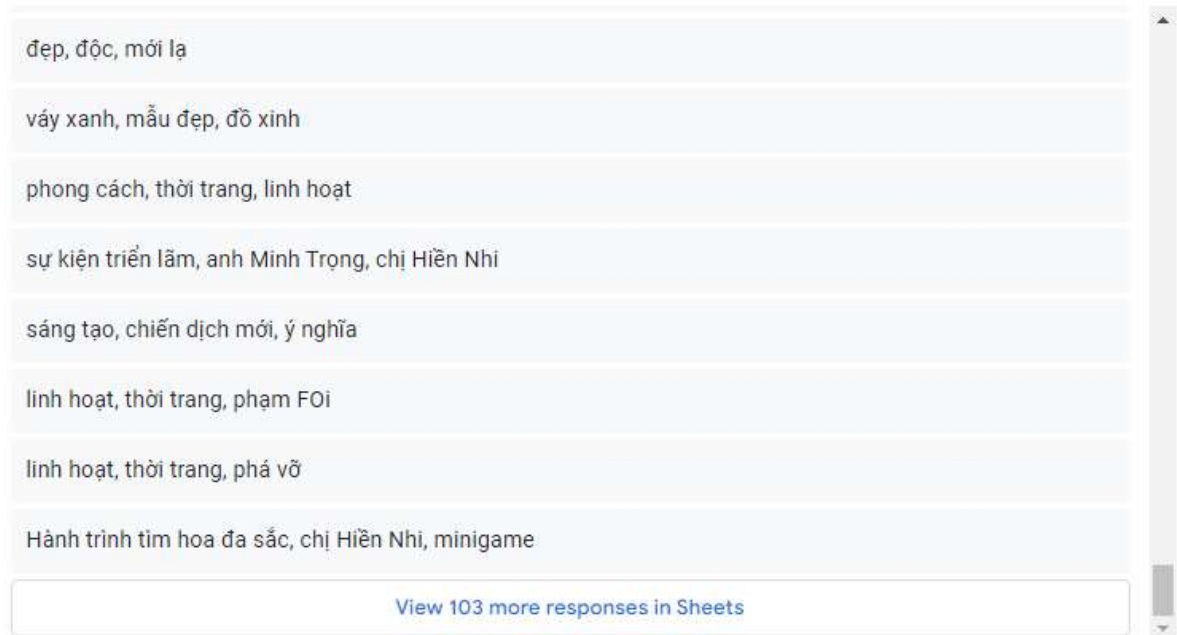 đẹp, độc, mới lạ
váy xanh, mẫu đẹp, đồ xinh
phong cách, thời trang, linh hoạt
sự kiện triển lãm, anh Minh Trọng, chị Hiền Nhi
sáng tạo, chiến dịch mới, ý nghĩa
linh hoạt, thời trang, phạm FOi
linh hoạt, thời trang, phá vỡ
Hành trình tìm hoa đa sắc, chị Hiền Nhi, minigame
View 103 more responses in Sheets